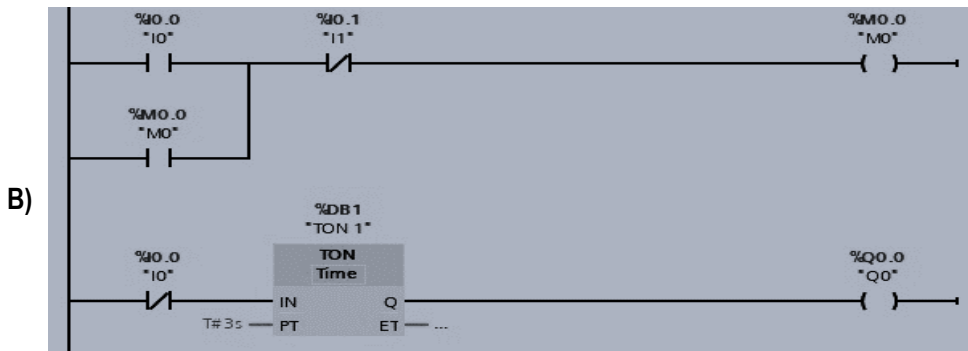 %I0.0 %I0.1 %M0.0
"I0" "I1" "M0"
%M0.0
"M0"
B)
%DB1
"TON 1"
%I0.0 TON %Q0.0
"I0" Time "Q0"
IN Q
T#3s PT ET ...